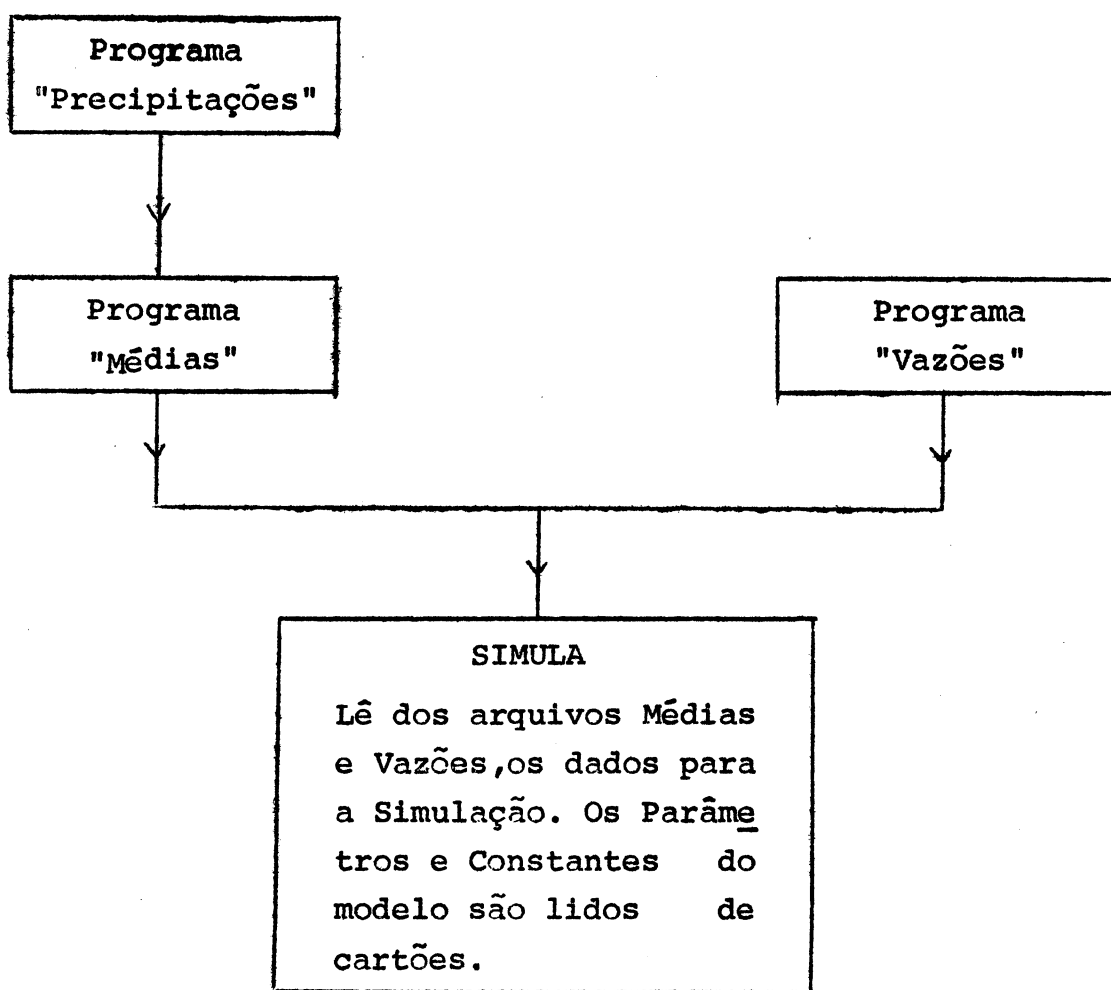 Programa
"Precipitações"
Programa
"Médias"
Programa
"Vazões"
SIMULA
Lê dos arquivos Médias
e Vazões,os dados para
a Simulação. Os Parâme
tros e Constantes do
modelo são lidos de
cartões.